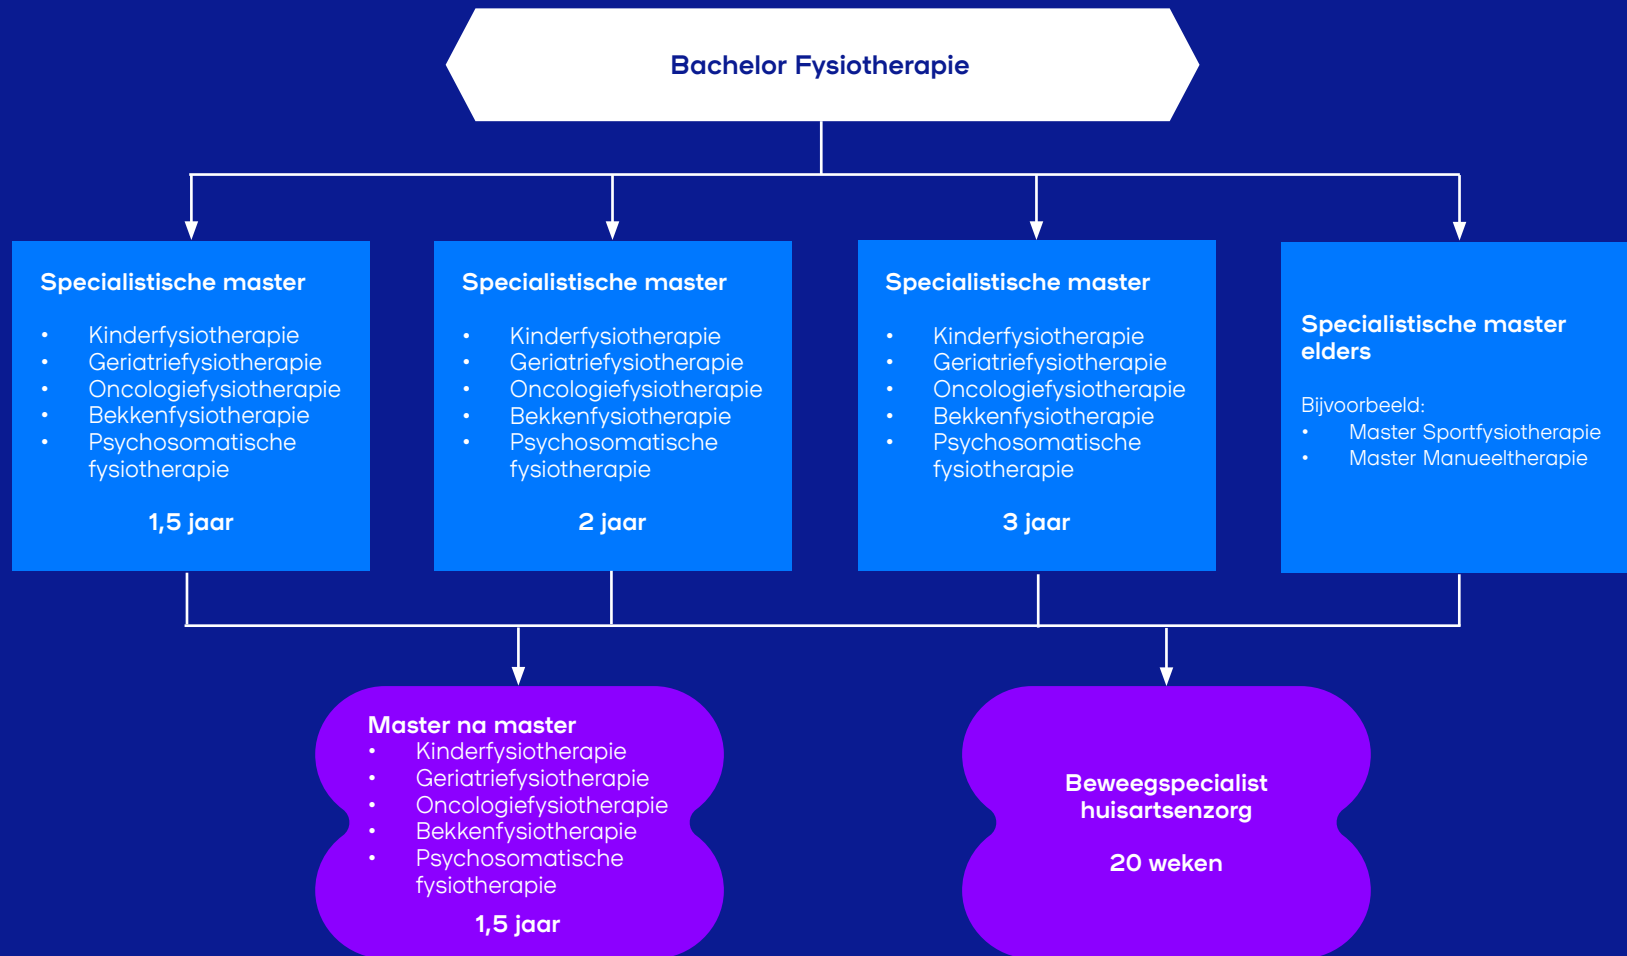 Bachelor Fysiotherapie
Specialistische master
• Kinderfysiotherapie
• Geriatriefysiotherapie
• Oncologiefysiotherapie
• Bekkenfysiotherapie
• Psychosomatische
fysiotherapie
1,5 jaar
Specialistische master
• Kinderfysiotherapie
• Geriatriefysiotherapie
• Oncologiefysiotherapie
• Bekkenfysiotherapie
• Psychosomatische
fysiotherapie
2 jaar
Specialistische master
• Kinderfysiotherapie
• Geriatriefysiotherapie
• Oncologiefysiotherapie
• Bekkenfysiotherapie
• Psychosomatische
fysiotherapie
3 jaar
Specialistische master
elders
Bijvoorbeeld:
• Master Sportfysiotherapie
• Master Manueeltherapie
Master na master
• Kinderfysiotherapie
• Geriatriefysiotherapie
• Oncologiefysiotherapie
• Bekkenfysiotherapie
• Psychosomatische
fysiotherapie
1,5 jaar
Beweegspecialist
huisartsenzorg
20 weken